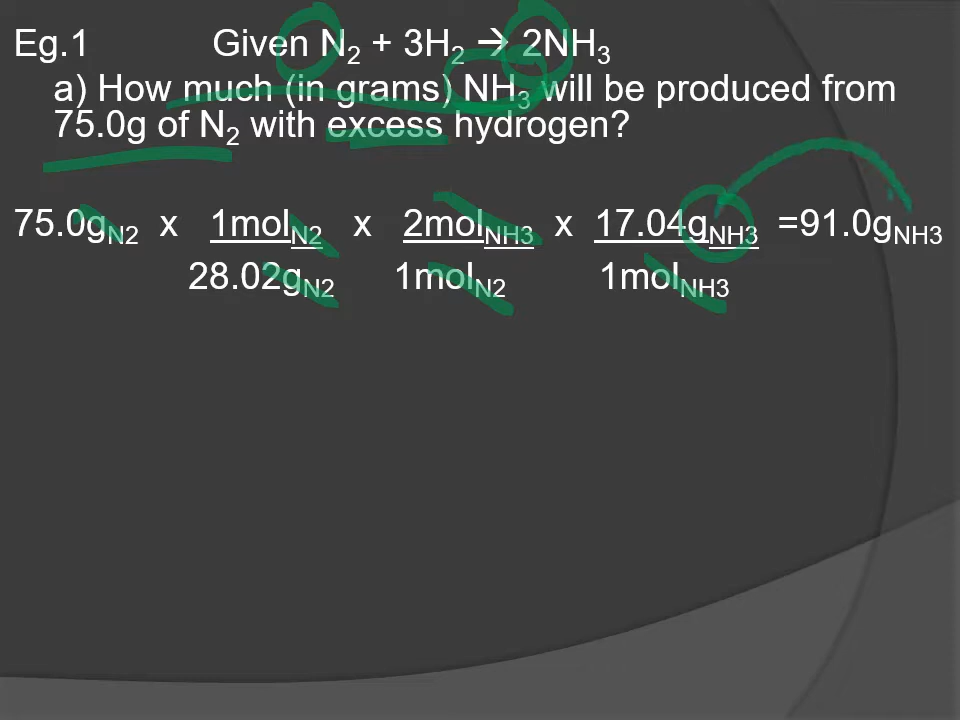 Eg.1 Given N₂ + 3H₂ → 2NH₃
a) How much (in grams) NH₃ will be produced from
75.0g of N₂ with excess hydrogen?
75.0gN2 x 1molN2 x 2molNH3 x 17.04gNH3 =91.0gNH3
28.02gN2 1molN2 1molNH3